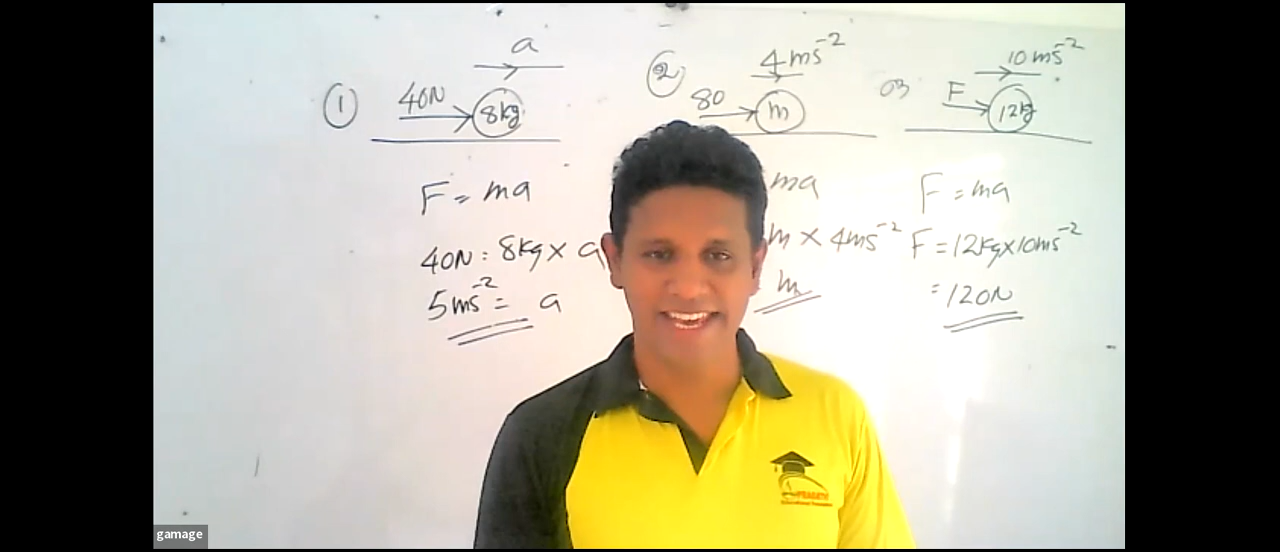 ① 40N → 8kg a
F = ma
40N = 8kg × a
5ms⁻² = a
② 80 → m 4ms⁻²
ma
m × 4ms⁻²
m
03 F → 12kg 10ms⁻²
F = ma
F = 12kg×10ms⁻²
= 120N
gamage